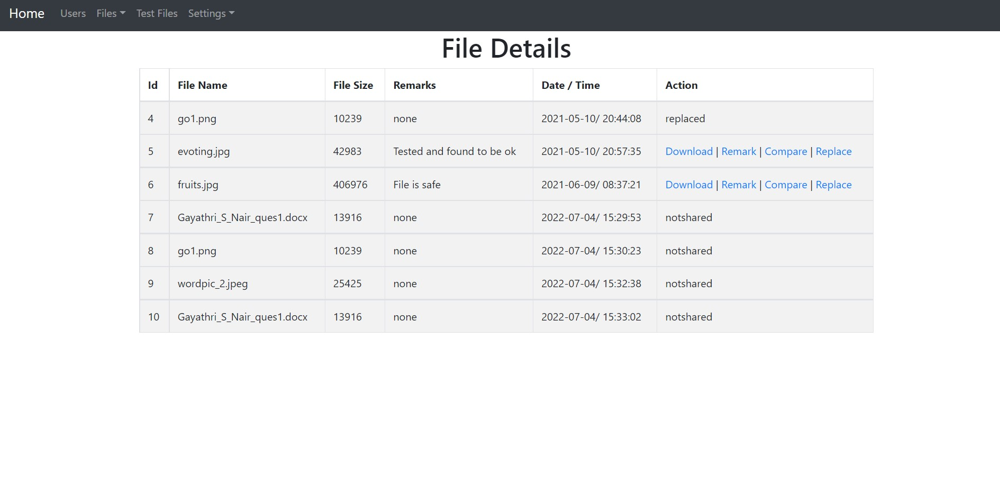 Home Users Files Test Files Settings
File Details
Id File Name File Size Remarks Date / Time Action
4 go1.png 10239 none 2021-05-10/ 20:44:08 replaced
5 evoting.jpg 42983 Tested and found to be ok 2021-05-10/ 20:57:35 Download | Remark | Compare | Replace
6 fruits.jpg 406976 File is safe 2021-06-09/ 08:37:21 Download | Remark | Compare | Replace
7 Gayathri_S_Nair_ques1.docx 13916 none 2022-07-04/ 15:29:53 notshared
8 go1.png 10239 none 2022-07-04/ 15:30:23 notshared
9 wordpic_2.jpeg 25425 none 2022-07-04/ 15:32:38 notshared
10 Gayathri_S_Nair_ques1.docx 13916 none 2022-07-04/ 15:33:02 notshared